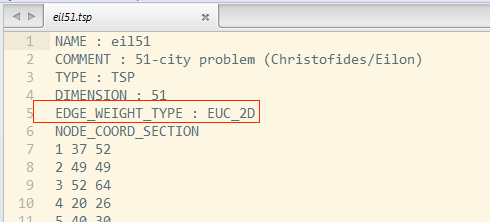 eil51.tsp
1 NAME : eil51
2 COMMENT : 51-city problem (Christofides/Eilon)
3 TYPE : TSP
4 DIMENSION : 51
5 EDGE_WEIGHT_TYPE : EUC_2D
6 NODE_COORD_SECTION
7 1 37 52
8 2 49 49
9 3 52 64
10 4 20 26
11 5 40 30